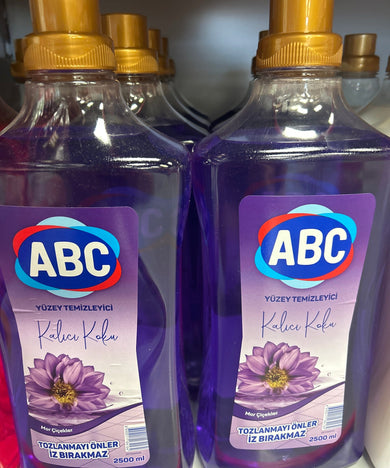 ABC
YÜZEY TEMİZLEYİCİ
Kalıcı Koku
Mor Çiçekler
TOZLANMAYI ÖNLER
İZ BIRAKMAZ
2500 ml
ABC
YÜZEY TEMİZLEYİCİ
Kalıcı Koku
Mor Çiçekler
TOZLANMAYI ÖNLER
İZ BIRAKMAZ
2500 ml